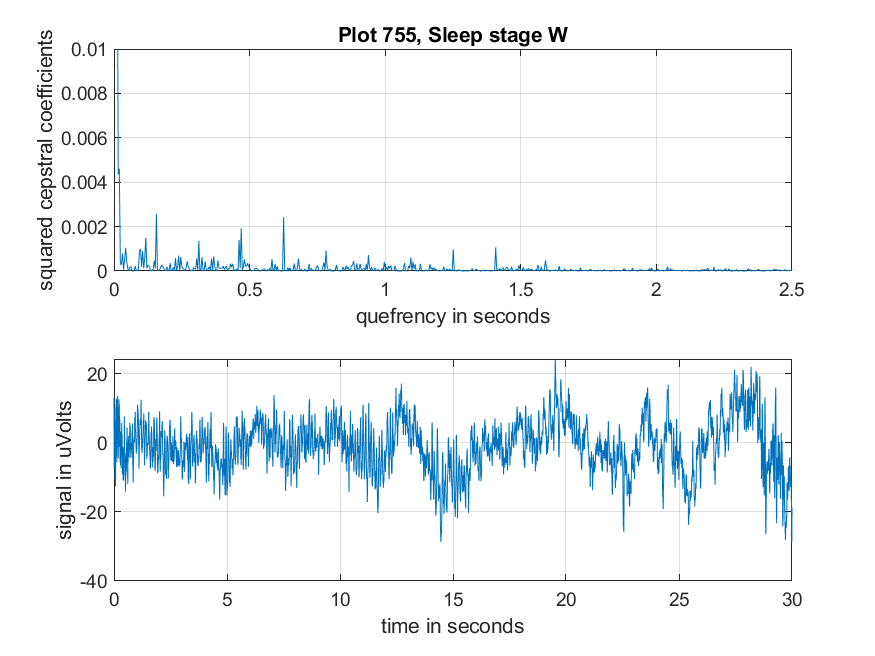 Plot 755, Sleep stage W
squared cepstral coefficients
0.01
0.008
0.006
0.004
0.002
0
0 0.5 1 1.5 2 2.5
quefrency in seconds
signal in uVolts
20
0
-20
-40
0 5 10 15 20 25 30
time in seconds